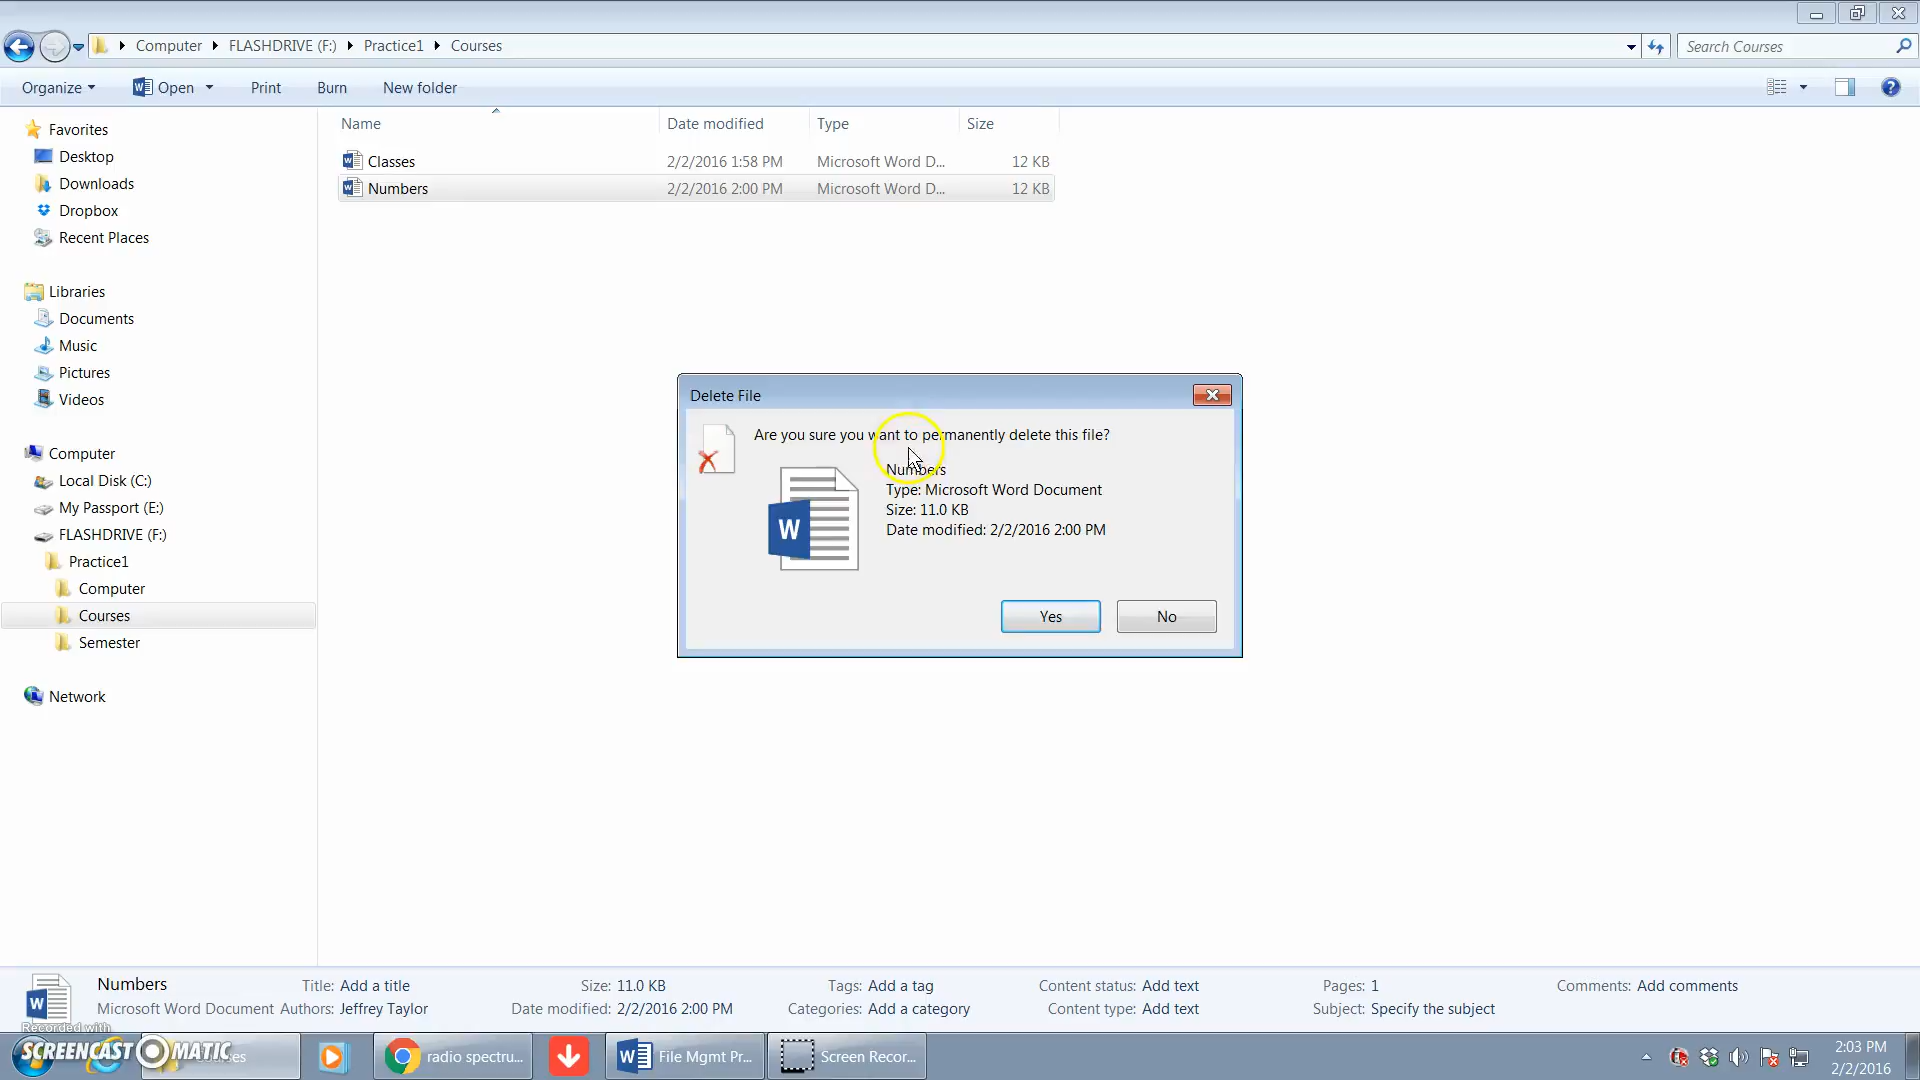 Computer FLASHDRIVE (F:) Practice1 Courses
Search Courses
Organize Open Print Burn New folder
Name Date modified Type Size
Classes 2/2/2016 1:58 PM Microsoft Word D... 12 KB
Numbers 2/2/2016 2:00 PM Microsoft Word D... 12 KB
Favorites
Desktop
Downloads
Dropbox
Recent Places
Libraries
Documents
Music
Pictures
Videos
Computer
Local Disk (C:)
My Passport (E:)
FLASHDRIVE (F:)
Practice1
Computer
Courses
Semester
Network
Delete File
Are you sure you want to permanently delete this file?
Numbers
Type: Microsoft Word Document
Size: 11.0 KB
Date modified: 2/2/2016 2:00 PM
Yes No
Numbers Title: Add a title Size: 11.0 KB Tags: Add a tag Content status: Add text Pages: 1 Comments: Add comments
Microsoft Word Document Authors: Jeffrey Taylor Date modified: 2/2/2016 2:00 PM Categories: Add a category Content type: Add text Subject: Specify the subject
Recorded with
SCREENCAST MATIC
radio spectru... File Mgmt Pr... Screen Recor...
2:03 PM
2/2/2016